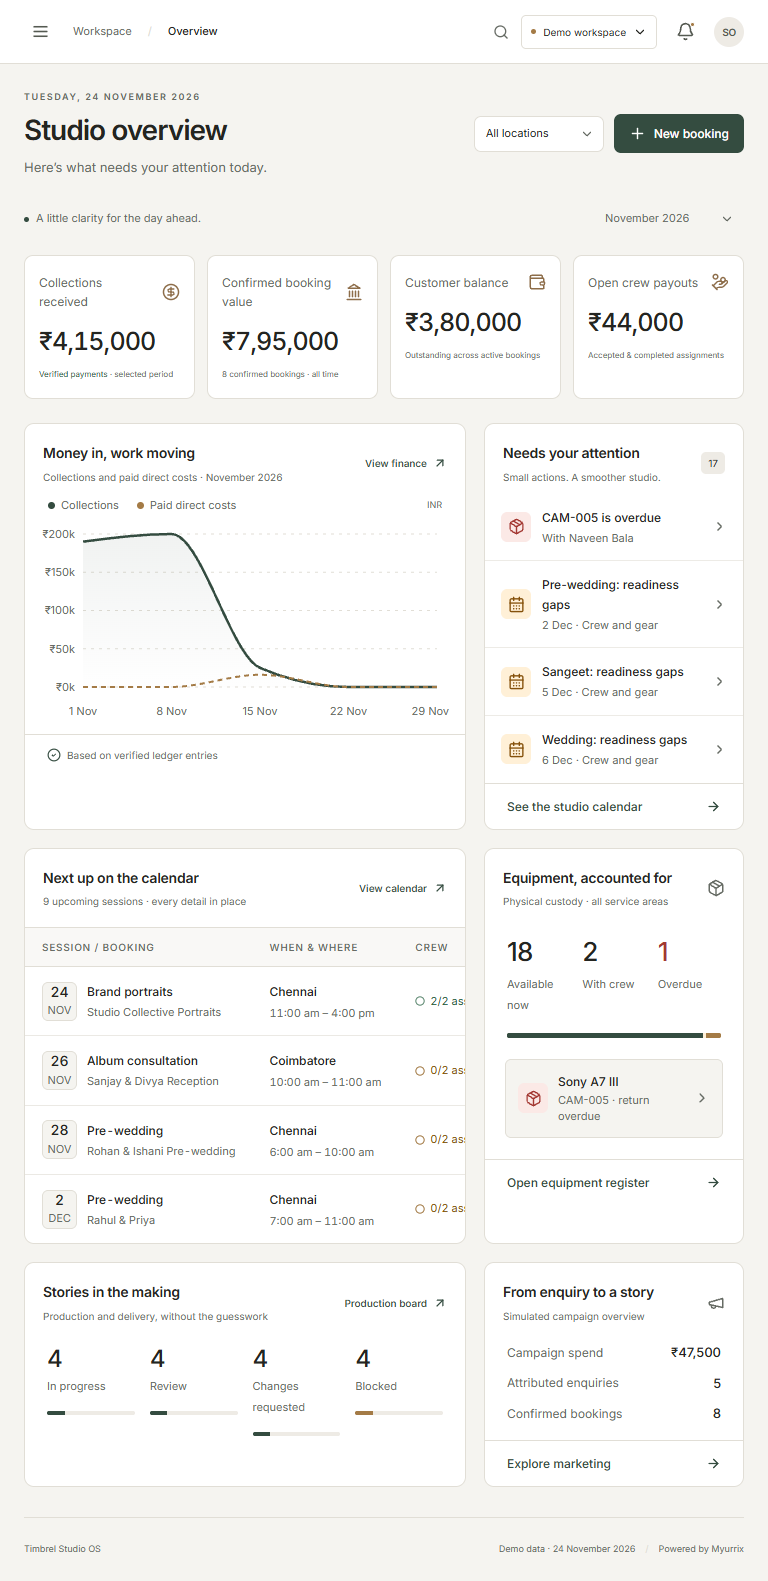 Workspace / Overview
Demo workspace
SO
TUESDAY, 24 NOVEMBER 2026
Studio overview
Here's what needs your attention today.
All locations
New booking
A little clarity for the day ahead.
November 2026
Collections
received
₹4,15,000
Verified payments · selected period
Confirmed booking
value
₹7,95,000
8 confirmed bookings · all time
Customer balance
₹3,80,000
Outstanding across active bookings
Open crew payouts
₹44,000
Accepted & completed assignments
Money in, work moving
Collections and paid direct costs · November 2026
View finance
Collections
Paid direct costs
INR
₹200k
₹150k
₹100k
₹50k
₹0k
1 Nov
8 Nov
15 Nov
22 Nov
29 Nov
Based on verified ledger entries
Needs your attention
Small actions. A smoother studio.
17
CAM-005 is overdue
With Naveen Bala
Pre-wedding: readiness
gaps
2 Dec · Crew and gear
Sangeet: readiness gaps
5 Dec · Crew and gear
Wedding: readiness gaps
6 Dec · Crew and gear
See the studio calendar
Next up on the calendar
9 upcoming sessions · every detail in place
View calendar
SESSION / BOOKING
WHEN & WHERE
CREW
24
NOV
Brand portraits
Studio Collective Portraits
Chennai
11:00 am – 4:00 pm
2/2 ass
26
NOV
Album consultation
Sanjay & Divya Reception
Coimbatore
10:00 am – 11:00 am
0/2 ass
28
NOV
Pre-wedding
Rohan & Ishani Pre-wedding
Chennai
6:00 am – 10:00 am
0/2 ass
2
DEC
Pre-wedding
Rahul & Priya
Chennai
7:00 am – 11:00 am
0/2 ass
Equipment, accounted for
Physical custody · all service areas
18
Available
now
2
With crew
1
Overdue
Sony A7 III
CAM-005 · return
overdue
Open equipment register
Stories in the making
Production and delivery, without the guesswork
Production board
4
In progress
4
Review
4
Changes
requested
4
Blocked
From enquiry to a story
Simulated campaign overview
Campaign spend
₹47,500
Attributed enquiries
5
Confirmed bookings
8
Explore marketing
Timbrel Studio OS
Demo data · 24 November 2026 / Powered by Myurrix